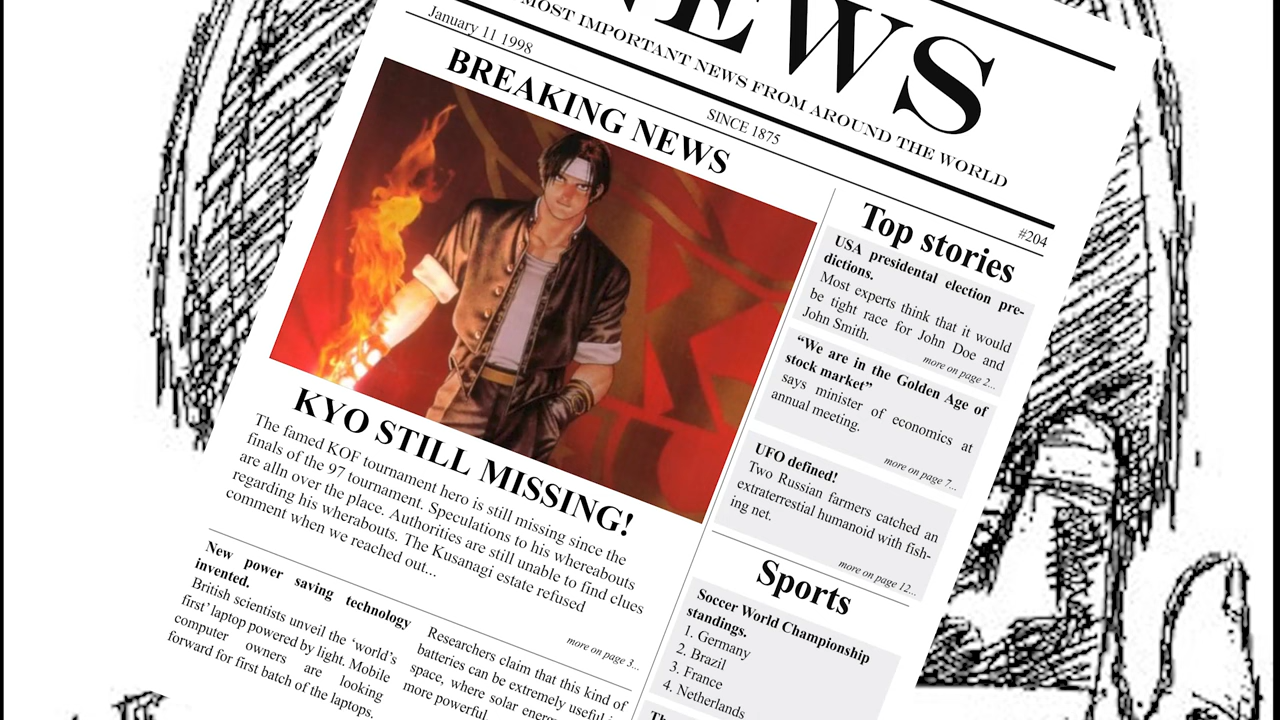 NEWS
MOST IMPORTANT NEWS FROM AROUND THE WORLD
January 11 1998
SINCE 1875
#204
BREAKING NEWS
KYO STILL MISSING!
The famed KOF tournament hero is still missing since the
finals of the 97 tournament. Speculations to his whereabouts
are alln over the place. Authorities are still unable to find clues
regarding his wherabouts. The Kusanagi estate refused
comment when we reached out...
more on page 3...
New power saving technology
invented.
British scientists unveil the ‘world’s
first’ laptop powered by light. Mobile
computer owners are looking
forward for first batch of the laptops.
Researchers claim that this kind of
batteries can be extremely useful
space, where solar
more powerful
Top stories
USA presidential election pre-
dictions.
Most experts think that it would
be tight race for John Doe and
John Smith.
more on page 2...
“We are in the Golden Age of
stock market”
says minister of economics at
annual meeting.
more on page 7...
UFO defined!
Two Russian farmers catched an
extraterrestrial humanoid with fish-
ing net.
more on page 12...
Sports
Soccer World Championship
standings.
1. Germany
2. Brazil
3. France
4. Netherlands